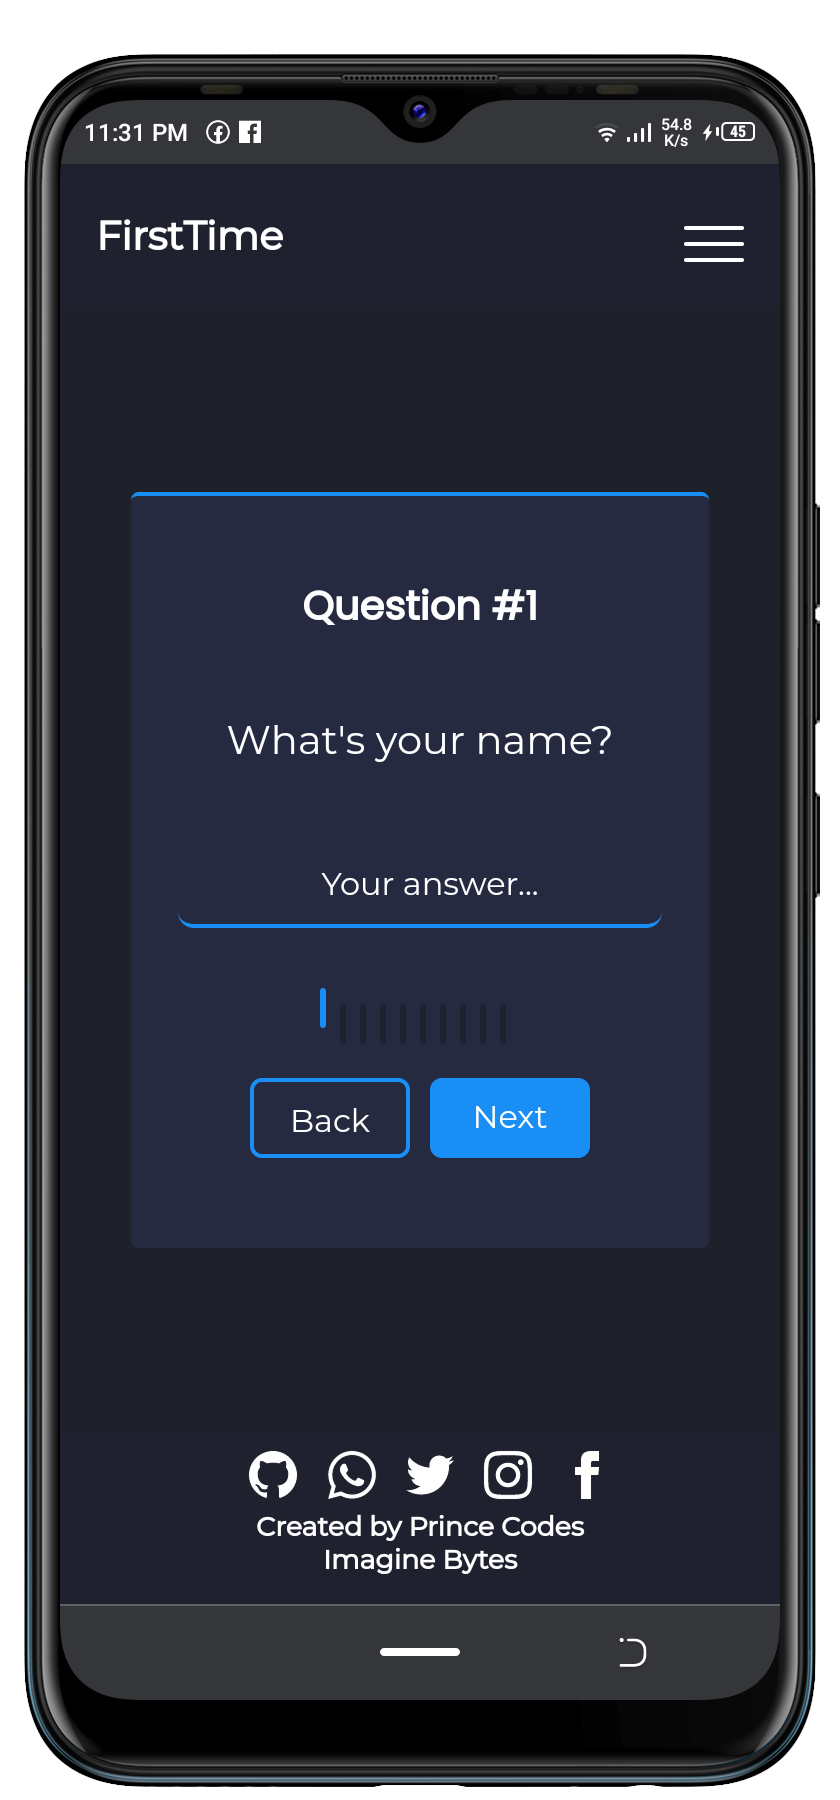 11:31 PM 54.8 K/s 45
FirstTime
Question #1
What's your name?
Your answer...
Back Next
Created by Prince Codes
Imagine Bytes